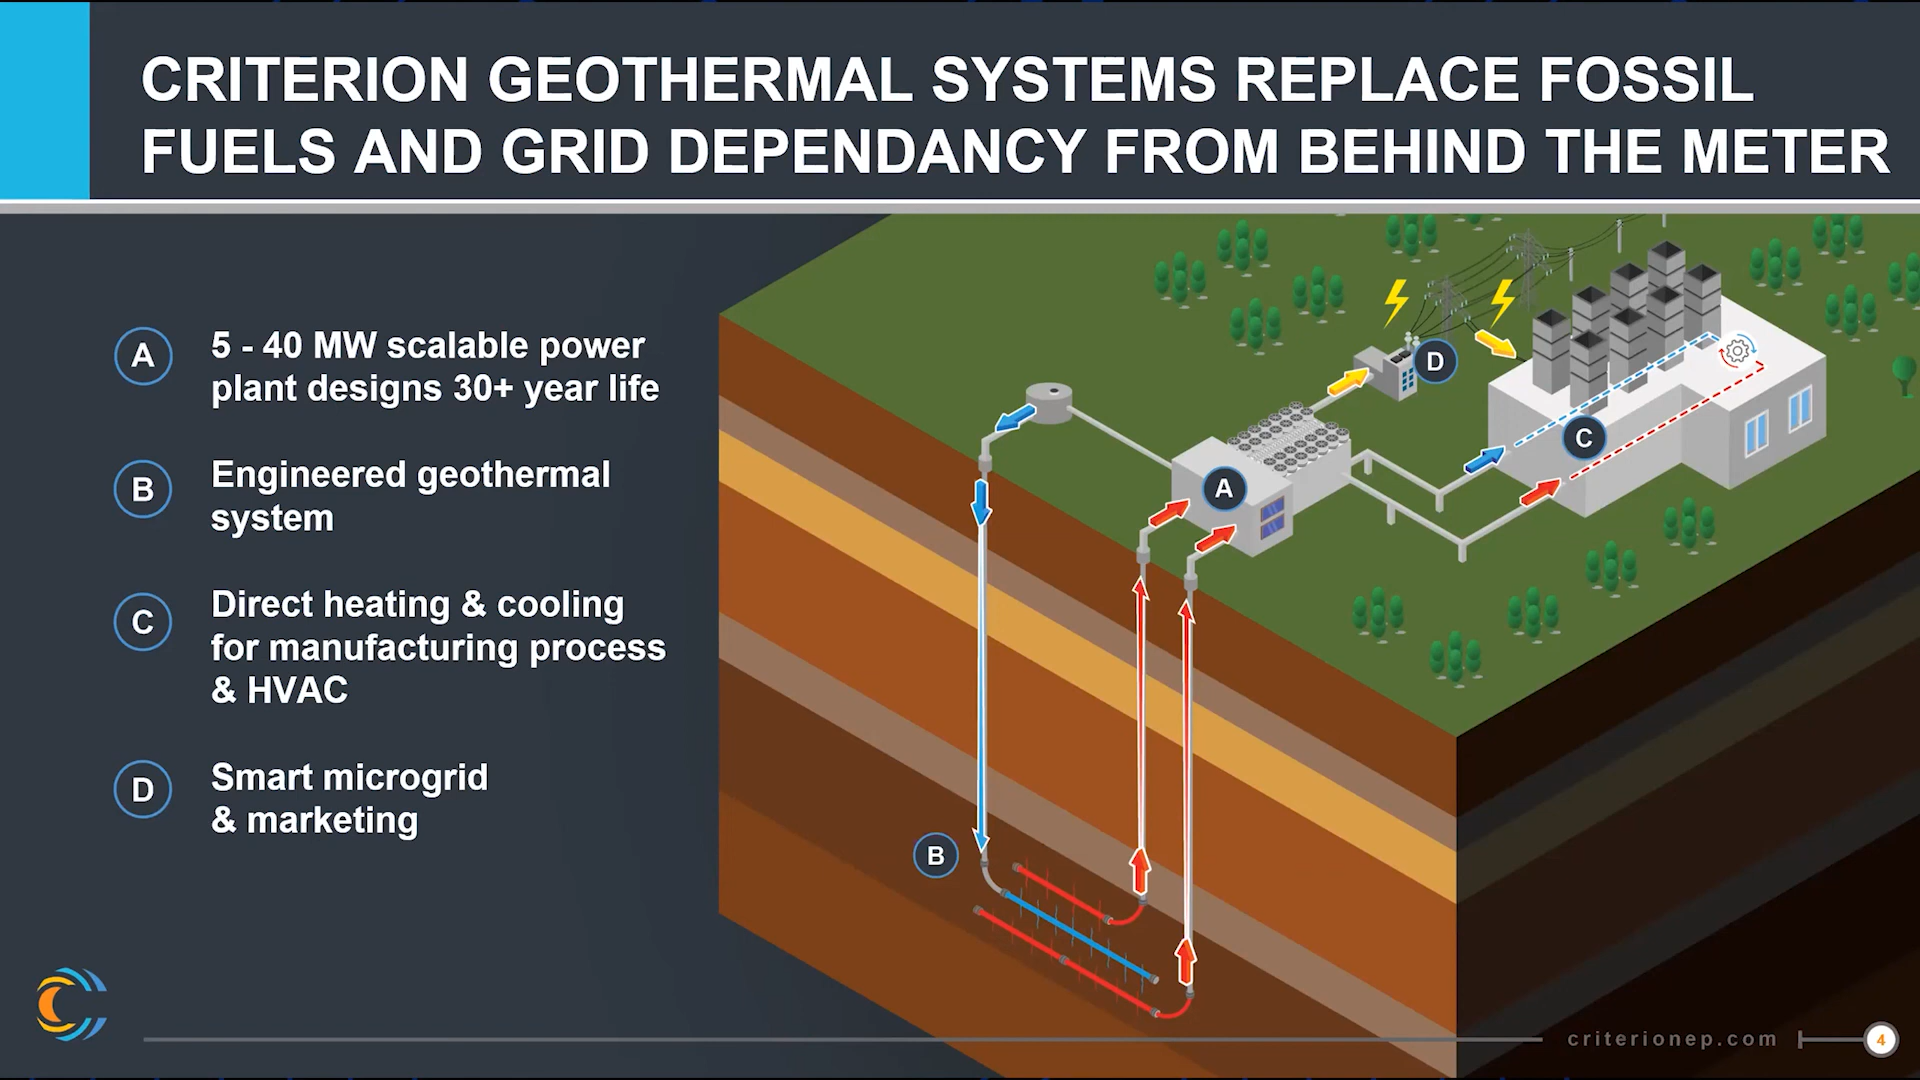 CRITERION GEOTHERMAL SYSTEMS REPLACE FOSSIL
FUELS AND GRID DEPENDANCY FROM BEHIND THE METER
A
5 - 40 MW scalable power
plant designs 30+ year life
B
Engineered geothermal
system
C
Direct heating & cooling
for manufacturing process
& HVAC
D
Smart microgrid
& marketing
D
C
A
B
criterionep.com
4